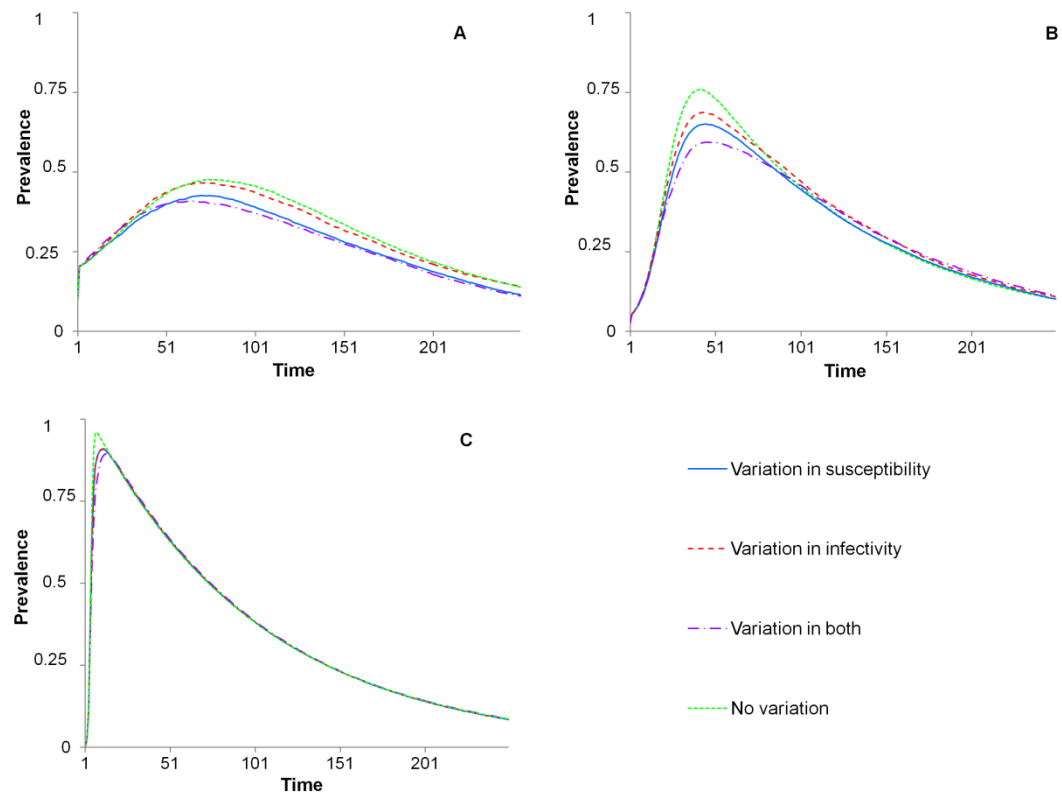 A
1
0.75
0.5
0.25
0
Prevalence
1 51 101 151 201
Time
B
1
0.75
0.5
0.25
0
Prevalence
1 51 101 151 201
Time
C
1
0.75
0.5
0.25
0
Prevalence
1 51 101 151 201
Time
Variation in susceptibility
Variation in infectivity
Variation in both
No variation